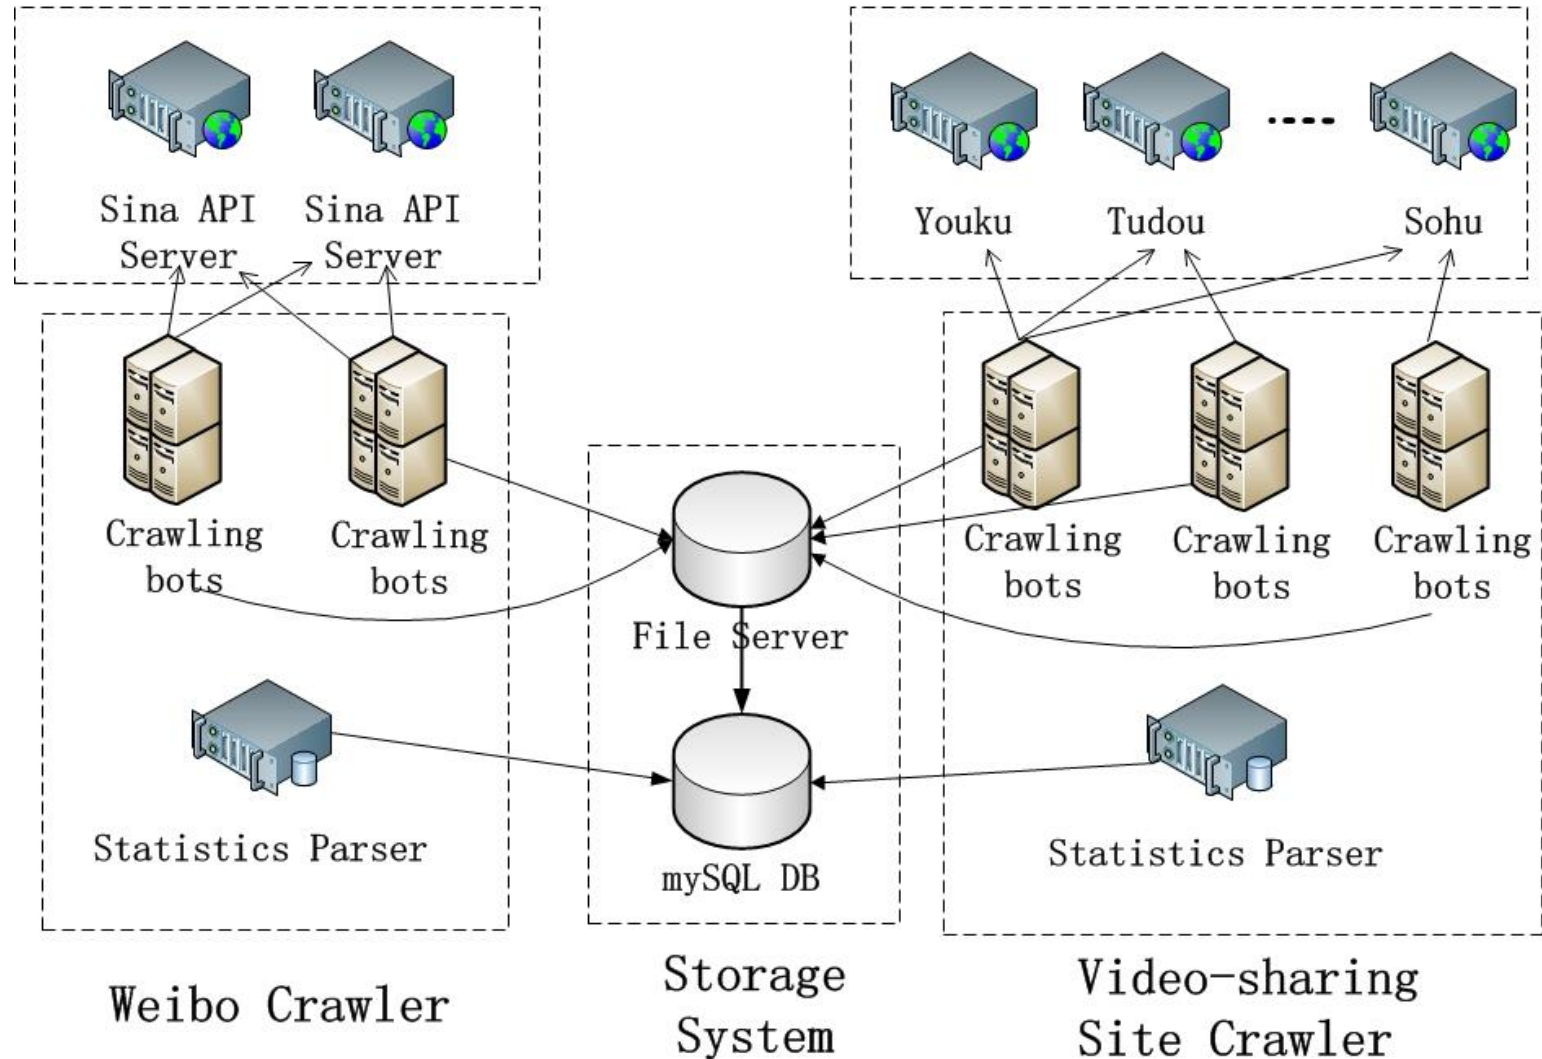 Sina API
Server
Sina API
Server
Youku
Tudou
Sohu
Crawling
bots
Crawling
bots
Crawling
bots
Crawling
bots
Crawling
bots
File Server
Statistics Parser
mySQL DB
Statistics Parser
Weibo Crawler
Storage
System
Video-sharing
Site Crawler